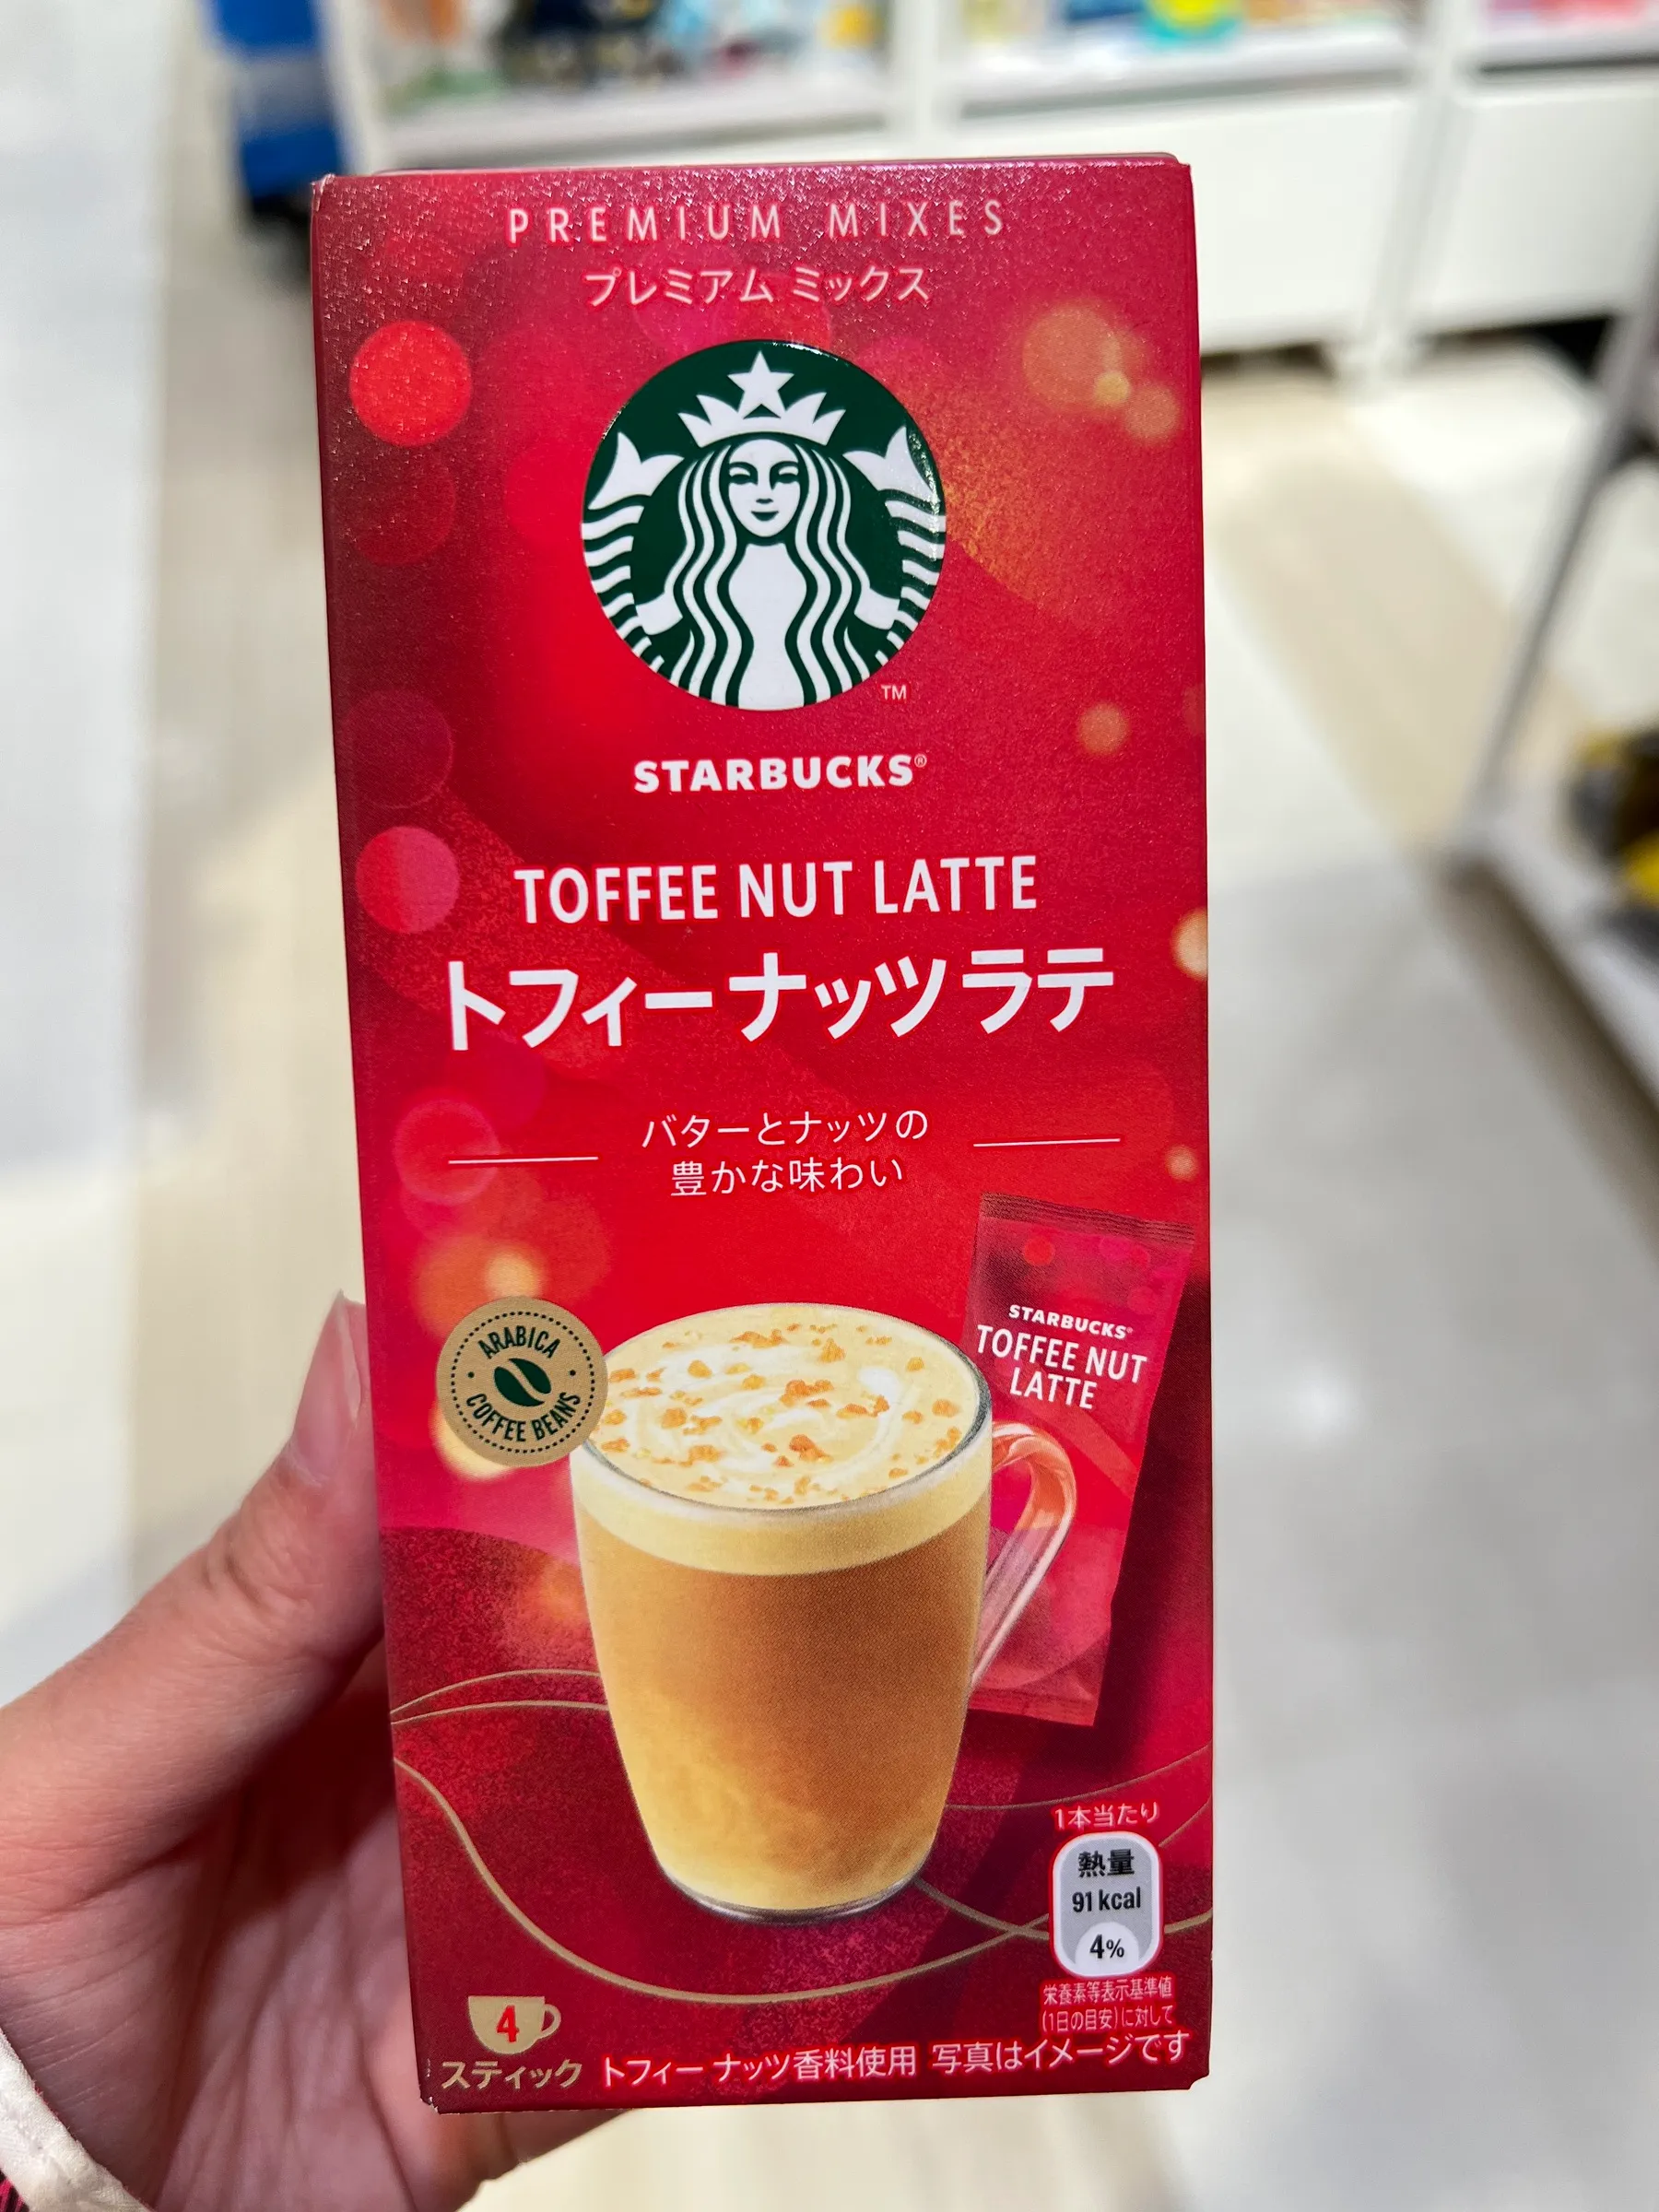 PREMIUM MIXES
プレミアム ミックス
TM
STARBUCKS®
TOFFEE NUT LATTE
トフィーナッツラテ
バターとナッツの
豊かな味わい
ARABICA
COFFEE BEANS
STARBUCKS®
TOFFEE NUT
LATTE
1本当たり
熱量
91kcal
4%
栄養素等表示基準値
(1日の目安)に対して
4
スティック
トフィーナッツ香料使用 写真はイメージです